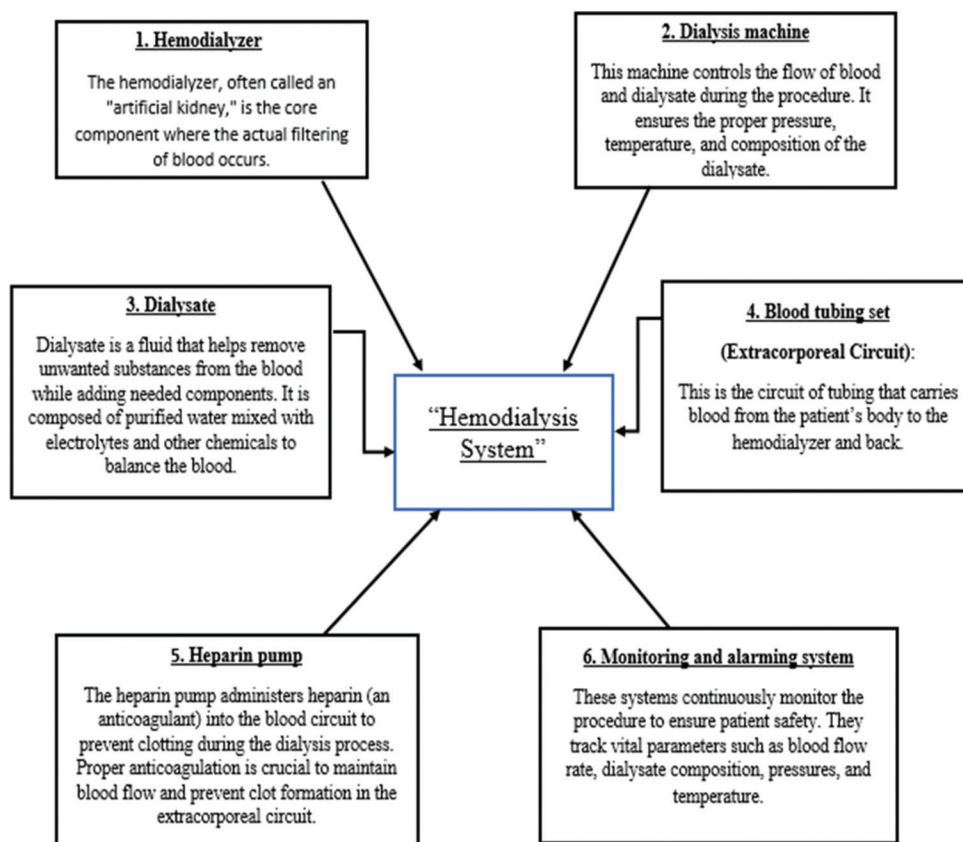 1. Hemodialyzer
The hemodialyzer, often called an
"artificial kidney," is the core
component where the actual filtering
of blood occurs.
2. Dialysis machine
This machine controls the flow of blood
and dialysate during the procedure. It
ensures the proper pressure,
temperature, and composition of the
dialysate.
3. Dialysate
Dialysate is a fluid that helps remove
unwanted substances from the blood
while adding needed components. It is
composed of purified water mixed with
electrolytes and other chemicals to
balance the blood.
4. Blood tubing set
(Extracorporeal Circuit):
This is the circuit of tubing that carries
blood from the patient’s body to the
hemodialyzer and back.
“Hemodialysis
System”
5. Heparin pump
The heparin pump administers heparin (an
anticoagulant) into the blood circuit to
prevent clotting during the dialysis process.
Proper anticoagulation is crucial to maintain
blood flow and prevent clot formation in the
extracorporeal circuit.
6. Monitoring and alarming system
These systems continuously monitor the
procedure to ensure patient safety. They
track vital parameters such as blood flow
rate, dialysate composition, pressures, and
temperature.